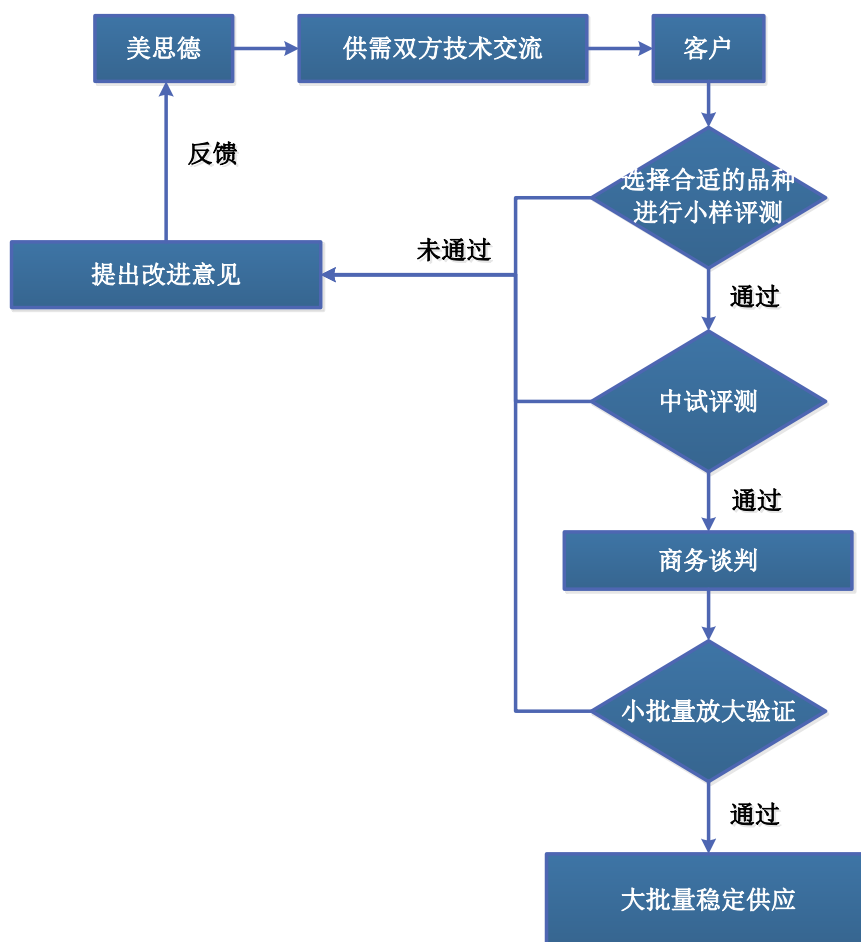 美思德
供需双方技术交流
客户
反馈
选择合适的品种
进行小样评测
未通过
提出改进意见
通过
中试评测
通过
商务谈判
小批量放大验证
通过
大批量稳定供应